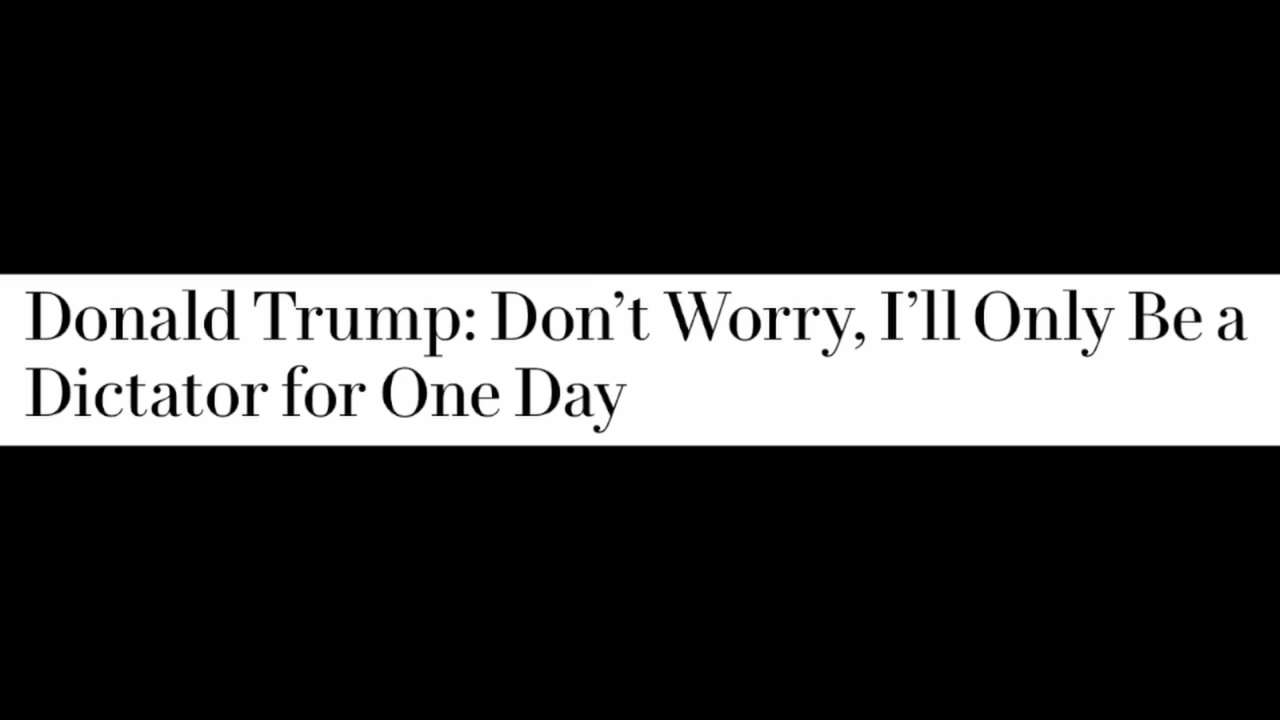 Donald Trump: Don’t Worry, I’ll Only Be a
Dictator for One Day